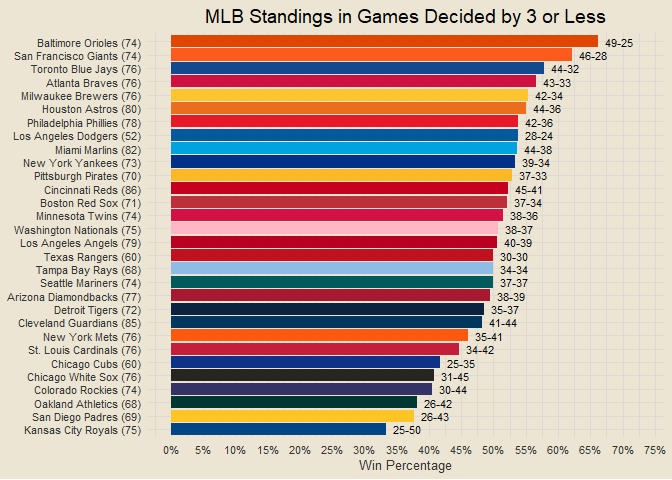 MLB Standings in Games Decided by 3 or Less
Baltimore Orioles (74) 49-25
San Francisco Giants (74) 46-28
Toronto Blue Jays (76) 44-32
Atlanta Braves (76) 43-33
Milwaukee Brewers (76) 42-34
Houston Astros (80) 44-36
Philadelphia Phillies (78) 42-36
Los Angeles Dodgers (52) 28-24
Miami Marlins (82) 44-38
New York Yankees (73) 39-34
Pittsburgh Pirates (70) 37-33
Cincinnati Reds (86) 45-41
Boston Red Sox (71) 37-34
Minnesota Twins (74) 38-36
Washington Nationals (75) 38-37
Los Angeles Angels (79) 40-39
Texas Rangers (60) 30-30
Tampa Bay Rays (68) 34-34
Seattle Mariners (74) 37-37
Arizona Diamondbacks (77) 38-39
Detroit Tigers (72) 35-37
Cleveland Guardians (85) 41-44
New York Mets (76) 35-41
St. Louis Cardinals (76) 34-42
Chicago Cubs (60) 25-35
Chicago White Sox (76) 31-45
Colorado Rockies (74) 30-44
Oakland Athletics (68) 26-42
San Diego Padres (69) 26-43
Kansas City Royals (75) 25-50
0% 5% 10% 15% 20% 25% 30% 35% 40% 45% 50% 55% 60% 65% 70% 75%
Win Percentage